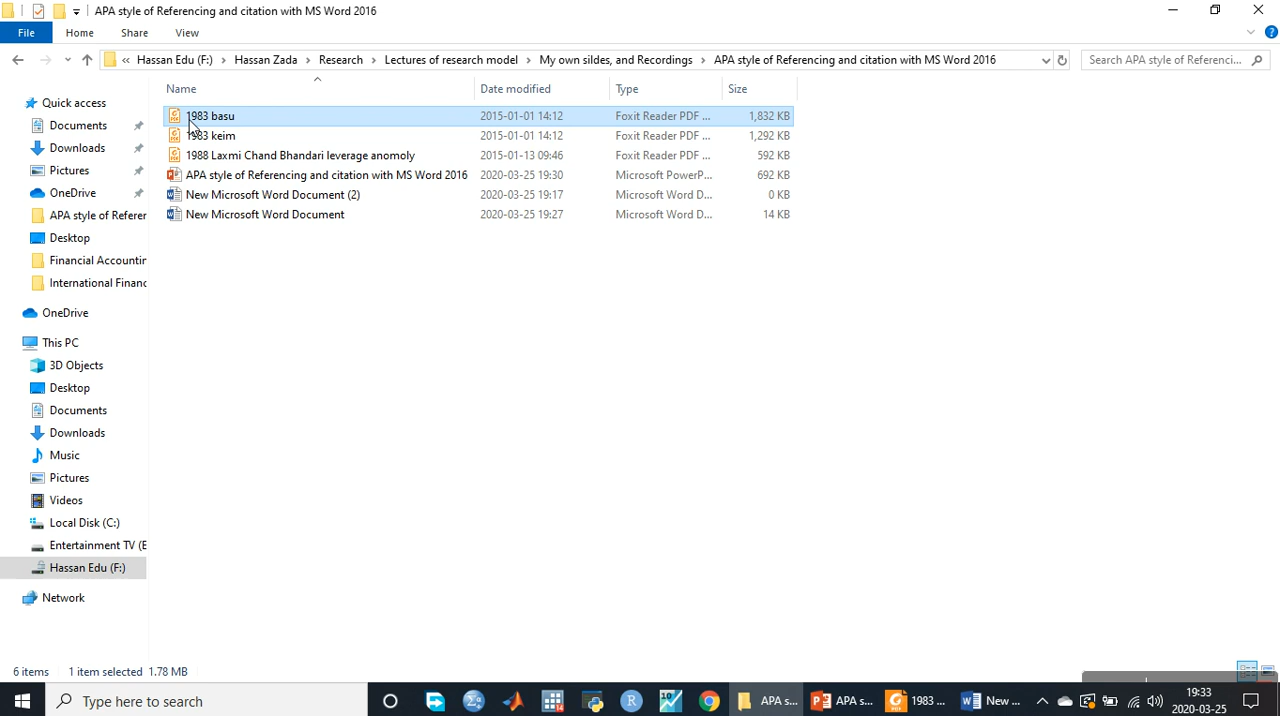 APA style of Referencing and citation with MS Word 2016
File Home Share View
Hassan Edu (F:) Hassan Zada Research Lectures of research model My own sildes, and Recordings APA style of Referencing and citation with MS Word 2016 Search APA style of Referenci...
Name Date modified Type Size
Quick access
Documents
Downloads
Pictures
OneDrive
APA style of Referer
Desktop
Financial Accountin
International Financ
OneDrive
This PC
3D Objects
Desktop
Documents
Downloads
Music
Pictures
Videos
Local Disk (C:)
Entertainment TV (E
Hassan Edu (F:)
Network
1983 basu 2015-01-01 14:12 Foxit Reader PDF ... 1,832 KB
1983 keim 2015-01-01 14:12 Foxit Reader PDF ... 1,292 KB
1988 Laxmi Chand Bhandari leverage anomoly 2015-01-13 09:46 Foxit Reader PDF ... 592 KB
APA style of Referencing and citation with MS Word 2016 2020-03-25 19:30 Microsoft PowerP... 692 KB
New Microsoft Word Document (2) 2020-03-25 19:17 Microsoft Word D... 0 KB
New Microsoft Word Document 2020-03-25 19:27 Microsoft Word D... 14 KB
6 items 1 item selected 1.78 MB
Type here to search APA s... APA s... 1983 ... New ... 19:33
2020-03-25